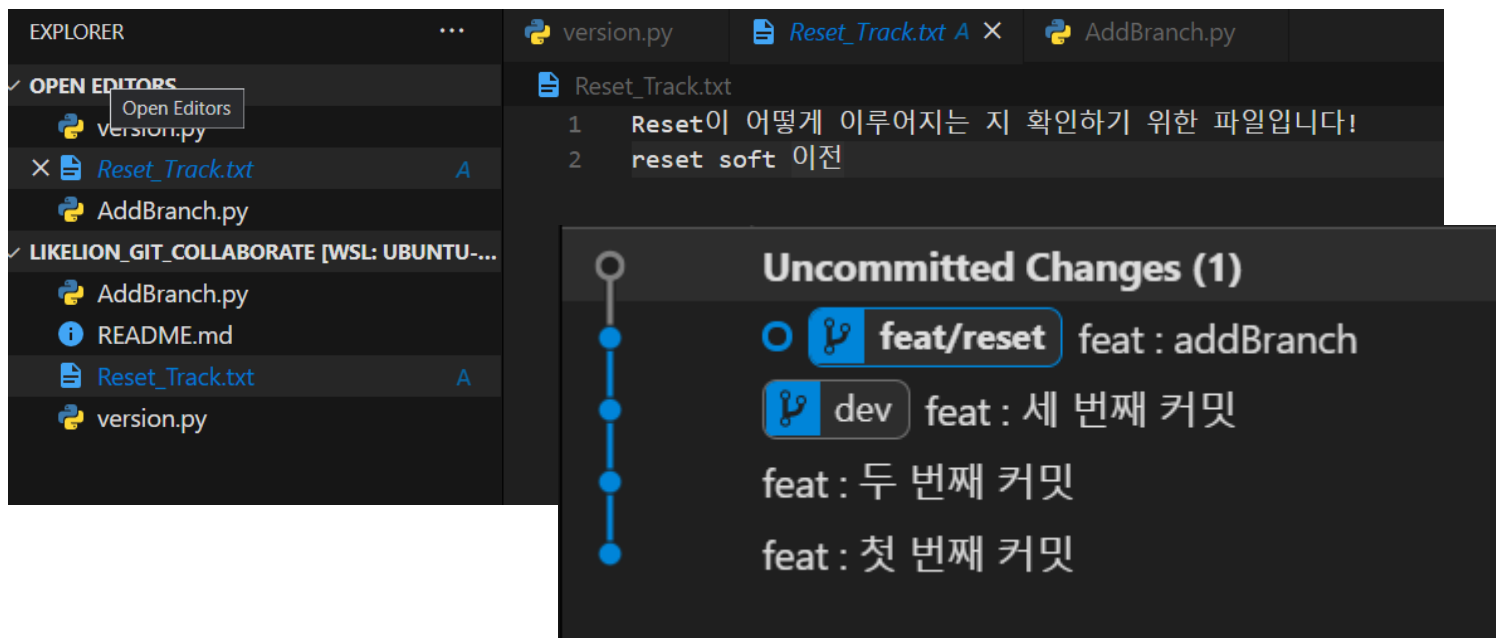 EXPLORER ...
OPEN EDITORS
Open Editors
version.py
Reset_Track.txt A
AddBranch.py
LIKELION_GIT_COLLABORATE [WSL: UBUNTU-...
AddBranch.py
README.md
Reset_Track.txt A
version.py
version.py Reset_Track.txt A AddBranch.py
Reset_Track.txt
1 Reset이 어떻게 이루어지는 지 확인하기 위한 파일입니다!
2 reset soft 이전
Uncommitted Changes (1)
feat/reset feat : addBranch
dev feat : 세 번째 커밋
feat : 두 번째 커밋
feat : 첫 번째 커밋